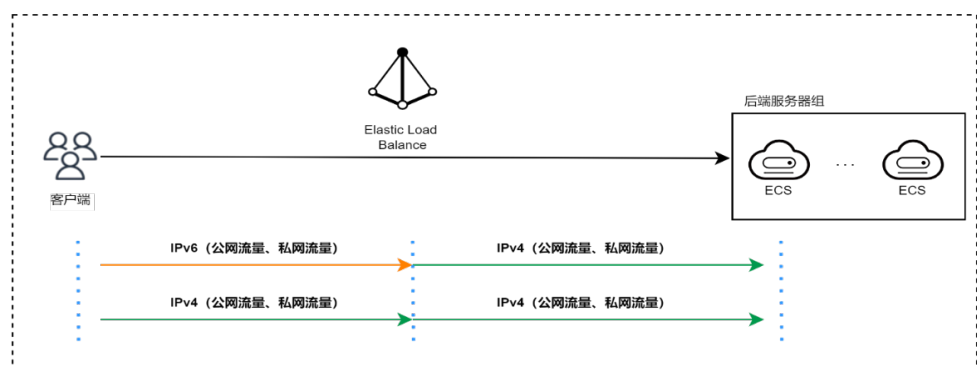 Elastic Load
Balance
后端服务器组
客户端
ECS
...
ECS
IPv6（公网流量、私网流量）
IPv4（公网流量、私网流量）
IPv4（公网流量、私网流量）
IPv4（公网流量、私网流量）